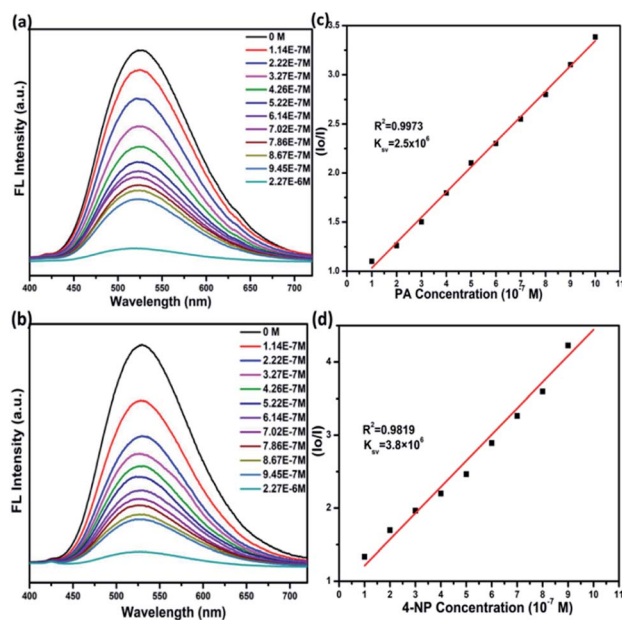 (a)
0 M
1.14E-7M
2.22E-7M
3.27E-7M
4.26E-7M
5.22E-7M
6.14E-7M
7.02E-7M
7.86E-7M
8.67E-7M
9.45E-7M
2.27E-6M
FL Intensity (a.u.)
400 450 500 550 600 650 700
Wavelength (nm)
(c)
3.5
3.0
2.5
2.0
1.5
1.0
(Io/I)
R²=0.9973
Ksv=2.5x10⁶
0 1 2 3 4 5 6 7 8 9 10 11
PA Concentration (10⁻⁷ M)
(b)
0 M
1.14E-7M
2.22E-7M
3.27E-7M
4.26E-7M
5.22E-7M
6.14E-7M
7.02E-7M
7.86E-7M
8.67E-7M
9.45E-7M
2.27E-6M
FL Intensity (a.u.)
400 450 500 550 600 650 700
Wavelength (nm)
(d)
4
3
2
1
(Io/I)
R²=0.9819
Ksv=3.8×10⁶
0 1 2 3 4 5 6 7 8 9 10 11
4-NP Concentration (10⁻⁷ M)